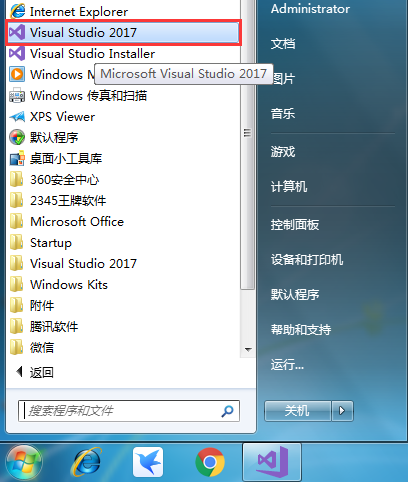 Internet Explorer
Visual Studio 2017
Visual Studio Installer
Windows M
Microsoft Visual Studio 2017
Windows 传真和扫描
XPS Viewer
默认程序
桌面小工具库
360安全中心
2345王牌软件
Microsoft Office
Startup
Visual Studio 2017
Windows Kits
附件
腾讯软件
微信
返回
搜索程序和文件
Administrator
文档
图片
音乐
游戏
计算机
控制面板
设备和打印机
默认程序
帮助和支持
运行...
关机